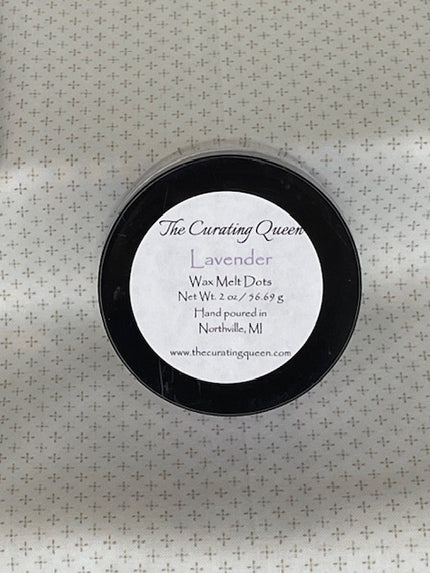 The Curating Queen
Lavender
Wax Melt Dots
Net Wt. 2 oz / 56.69 g
Hand poured in
Northville, MI
www.thecuratingqueen.com